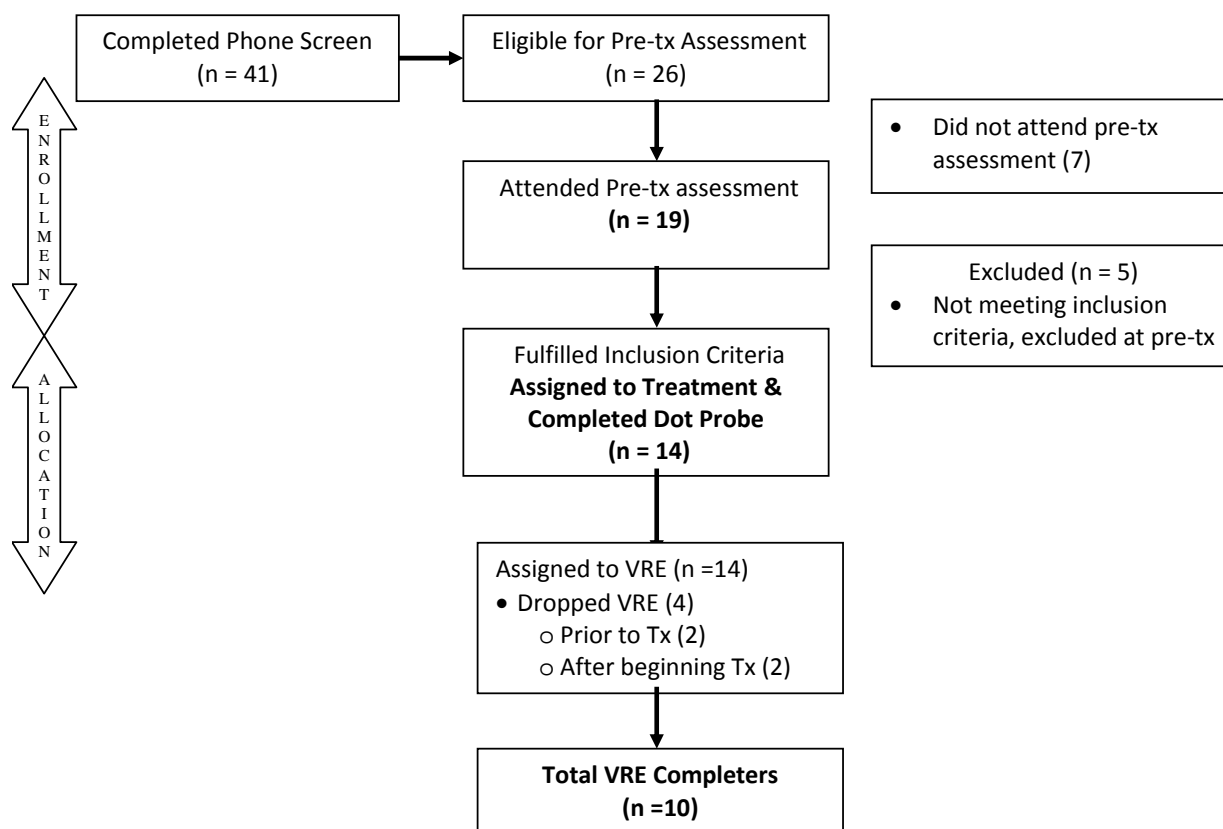 Completed Phone Screen
(n = 41)
Eligible for Pre-tx Assessment
(n = 26)
ENROLLLMENT
• Did not attend pre-tx
assessment (7)
Attended Pre-tx assessment
(n = 19)
Excluded (n = 5)
• Not meeting inclusion
criteria, excluded at pre-tx
Fulfilled Inclusion Criteria
Assigned to Treatment &
Completed Dot Probe
(n = 14)
ALLOCATION
Assigned to VRE (n =14)
• Dropped VRE (4)
o Prior to Tx (2)
o After beginning Tx (2)
Total VRE Completers
(n =10)